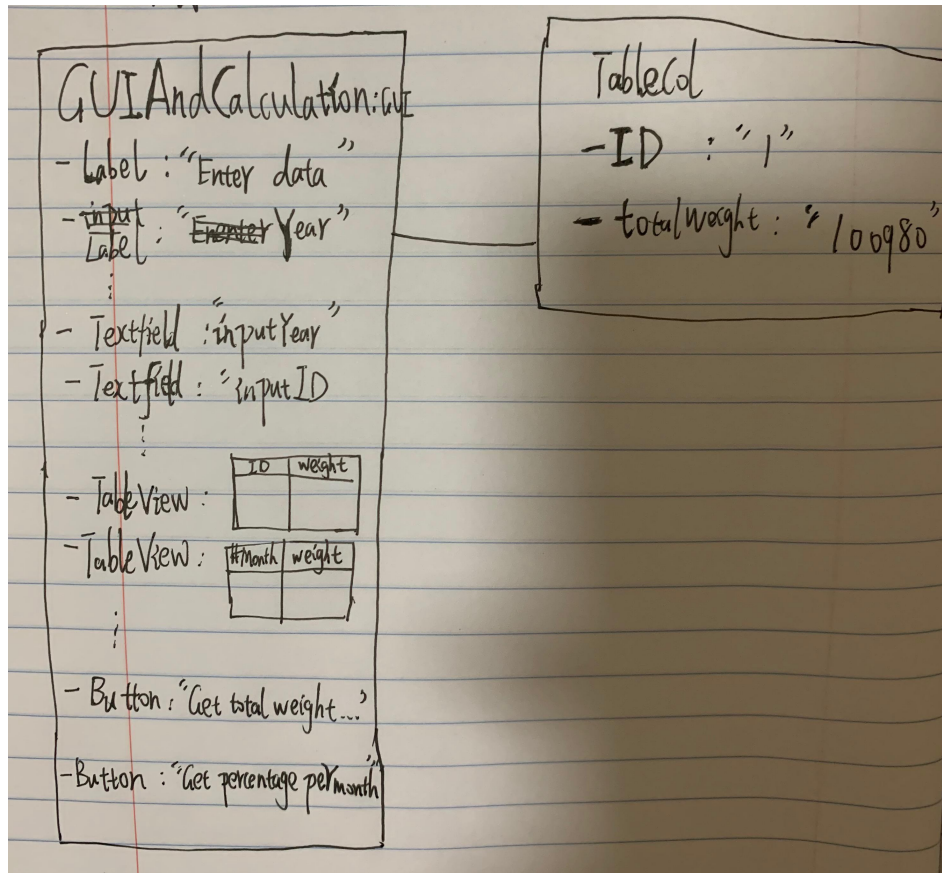 GUIAndCalculation:GUI
- Label : "Enter data"
- input
Label : "Enenter Year"
- Textfield : "inputYear"
- Textfield : "inputID
- TableView :
ID weight
- TableView :
#Month weight
- Button : "Get total weight..."
- Button : "Get percentage per month"
TableCol
- ID : "1"
- totalweight : "100980"